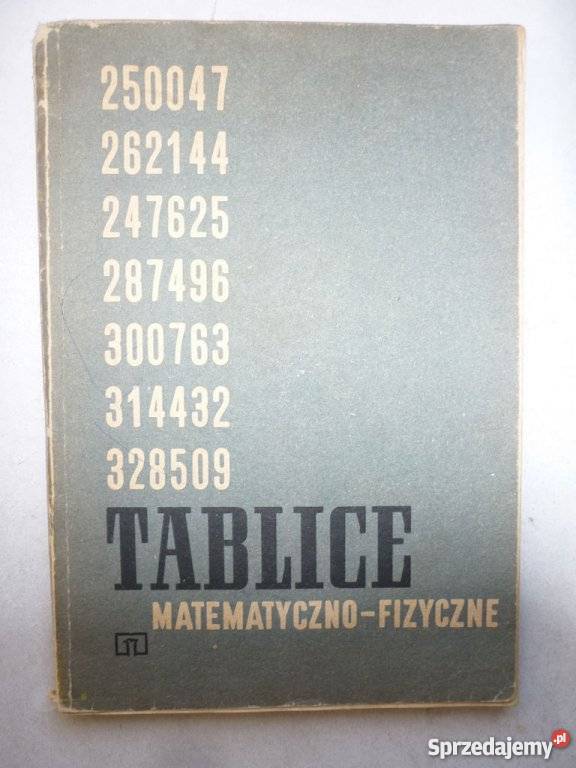 250047
262144
247625
287496
300763
314432
328509
TABLICE
MATEMATYCZNO-FIZYCZNE
Sprzedajemy.pl